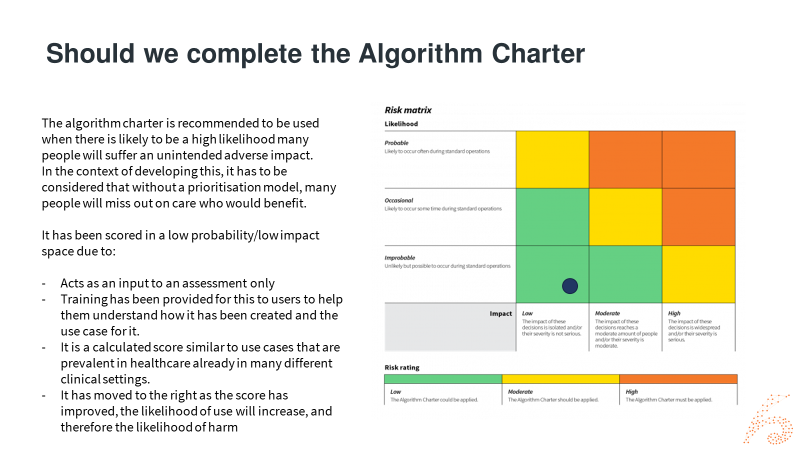 Should we complete the Algorithm Charter
The algorithm charter is recommended to be used
when there is likely to be a high likelihood many
people will suffer an unintended adverse impact.
In the context of developing this, it has to be
considered that without a prioritisation model, many
people will miss out on care who would benefit.
It has been scored in a low probability/low impact
space due to:
- Acts as an input to an assessment only
- Training has been provided for this to users to help
them understand how it has been created and the
use case for it.
- It is a calculated score similar to use cases that are
prevalent in healthcare already in many different
clinical settings.
- It has moved to the right as the score has
improved, the likelihood of use will increase, and
therefore the likelihood of harm
Risk matrix
Likelihood
Probable
Likely to occur often during standard operations
Occasional
Likely to occur some time during standard operations
Improbable
Unlikely but possible to occur during standard operations
Impact
Low
The impact of these
decisions is isolated and/or
their severity is not serious.
Moderate
The impact of these
decisions reaches a
moderate amount of people
and/or their severity is
moderate.
High
The impact of these
decisions is widespread
and/or their severity is
serious.
Risk rating
Low
The Algorithm Charter could be applied.
Moderate
The Algorithm Charter should be applied.
High
The Algorithm Charter must be applied.